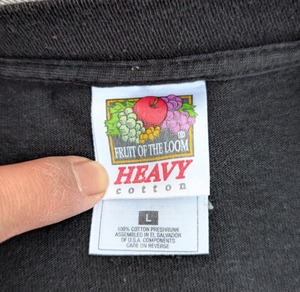 FRUIT OF THE LOOM
HEAVY
cotton
L
100% COTTON PRESHRUNK
ASSEMBLED IN EL SALVADOR
OF U.S.A. COMPONENTS
CARE ON REVERSE